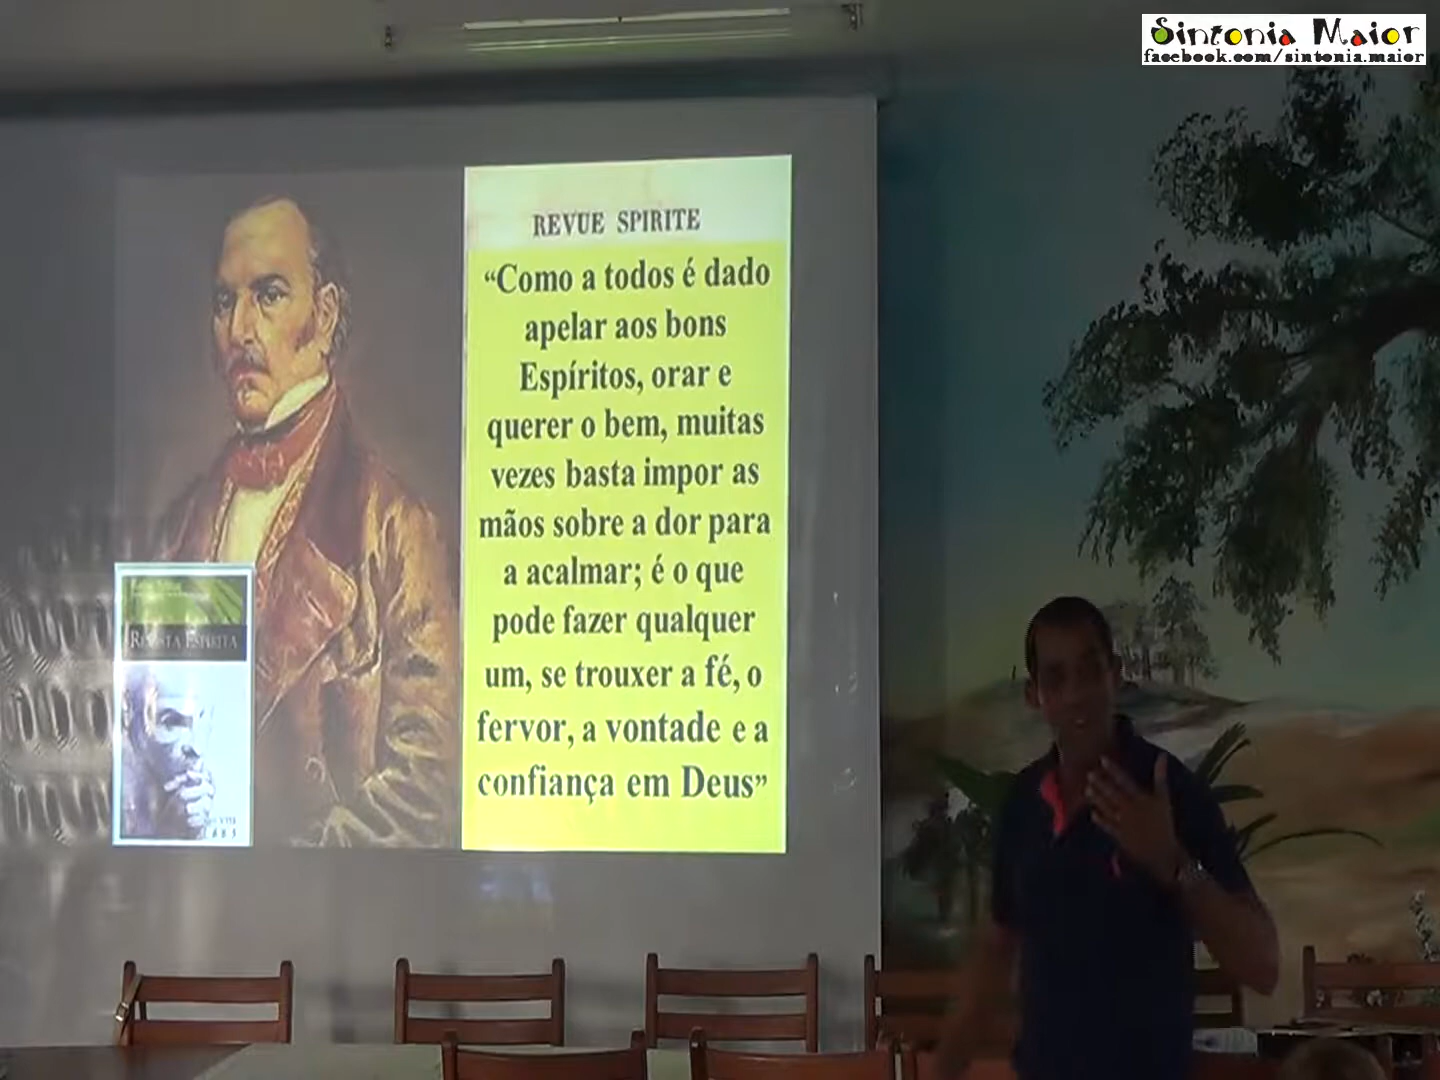 Sintonia Maior
facebook.com/sintonia.maior
REVUE SPIRITE
“Como a todos é dado
apelar aos bons
Espíritos, orar e
querer o bem, muitas
vezes basta impor as
mãos sobre a dor para
a acalmar; é o que
pode fazer qualquer
um, se trouxer a fé, o
fervor, a vontade e a
confiança em Deus”
REVISTA ESPÍRITA